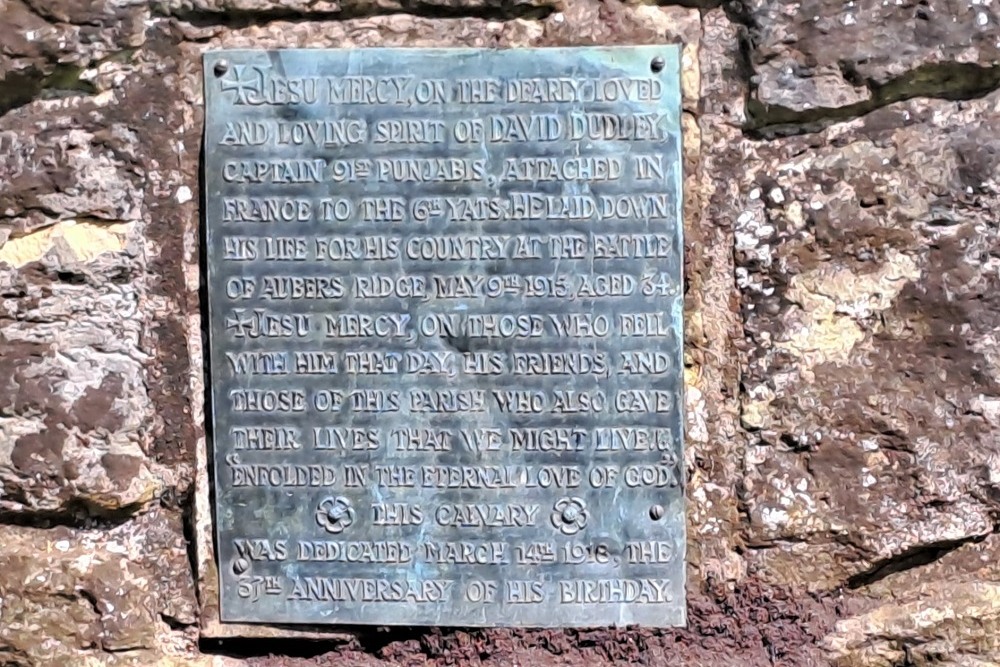 ✠JESU MERCY, ON THE DEARLY LOVED
AND LOVING SPIRIT OF DAVID DUDLEY,
CAPTAIN 91ST PUNJABIS, ATTACHED IN
FRANCE TO THE 6TH YATS. HE LAID DOWN
HIS LIFE FOR HIS COUNTRY AT THE BATTLE
OF AUBERS RIDGE, MAY 9TH 1915, AGED 34.
✠JESU MERCY, ON THOSE WHO FELL
WITH HIM THAT DAY, HIS FRIENDS, AND
THOSE OF THIS PARISH WHO ALSO GAVE
THEIR LIVES THAT WE MIGHT LIVE.
"ENFOLDED IN THE ETERNAL LOVE OF GOD."
THIS CALVARY
WAS DEDICATED MARCH 14TH 1918, THE
37TH ANNIVERSARY OF HIS BIRTHDAY.